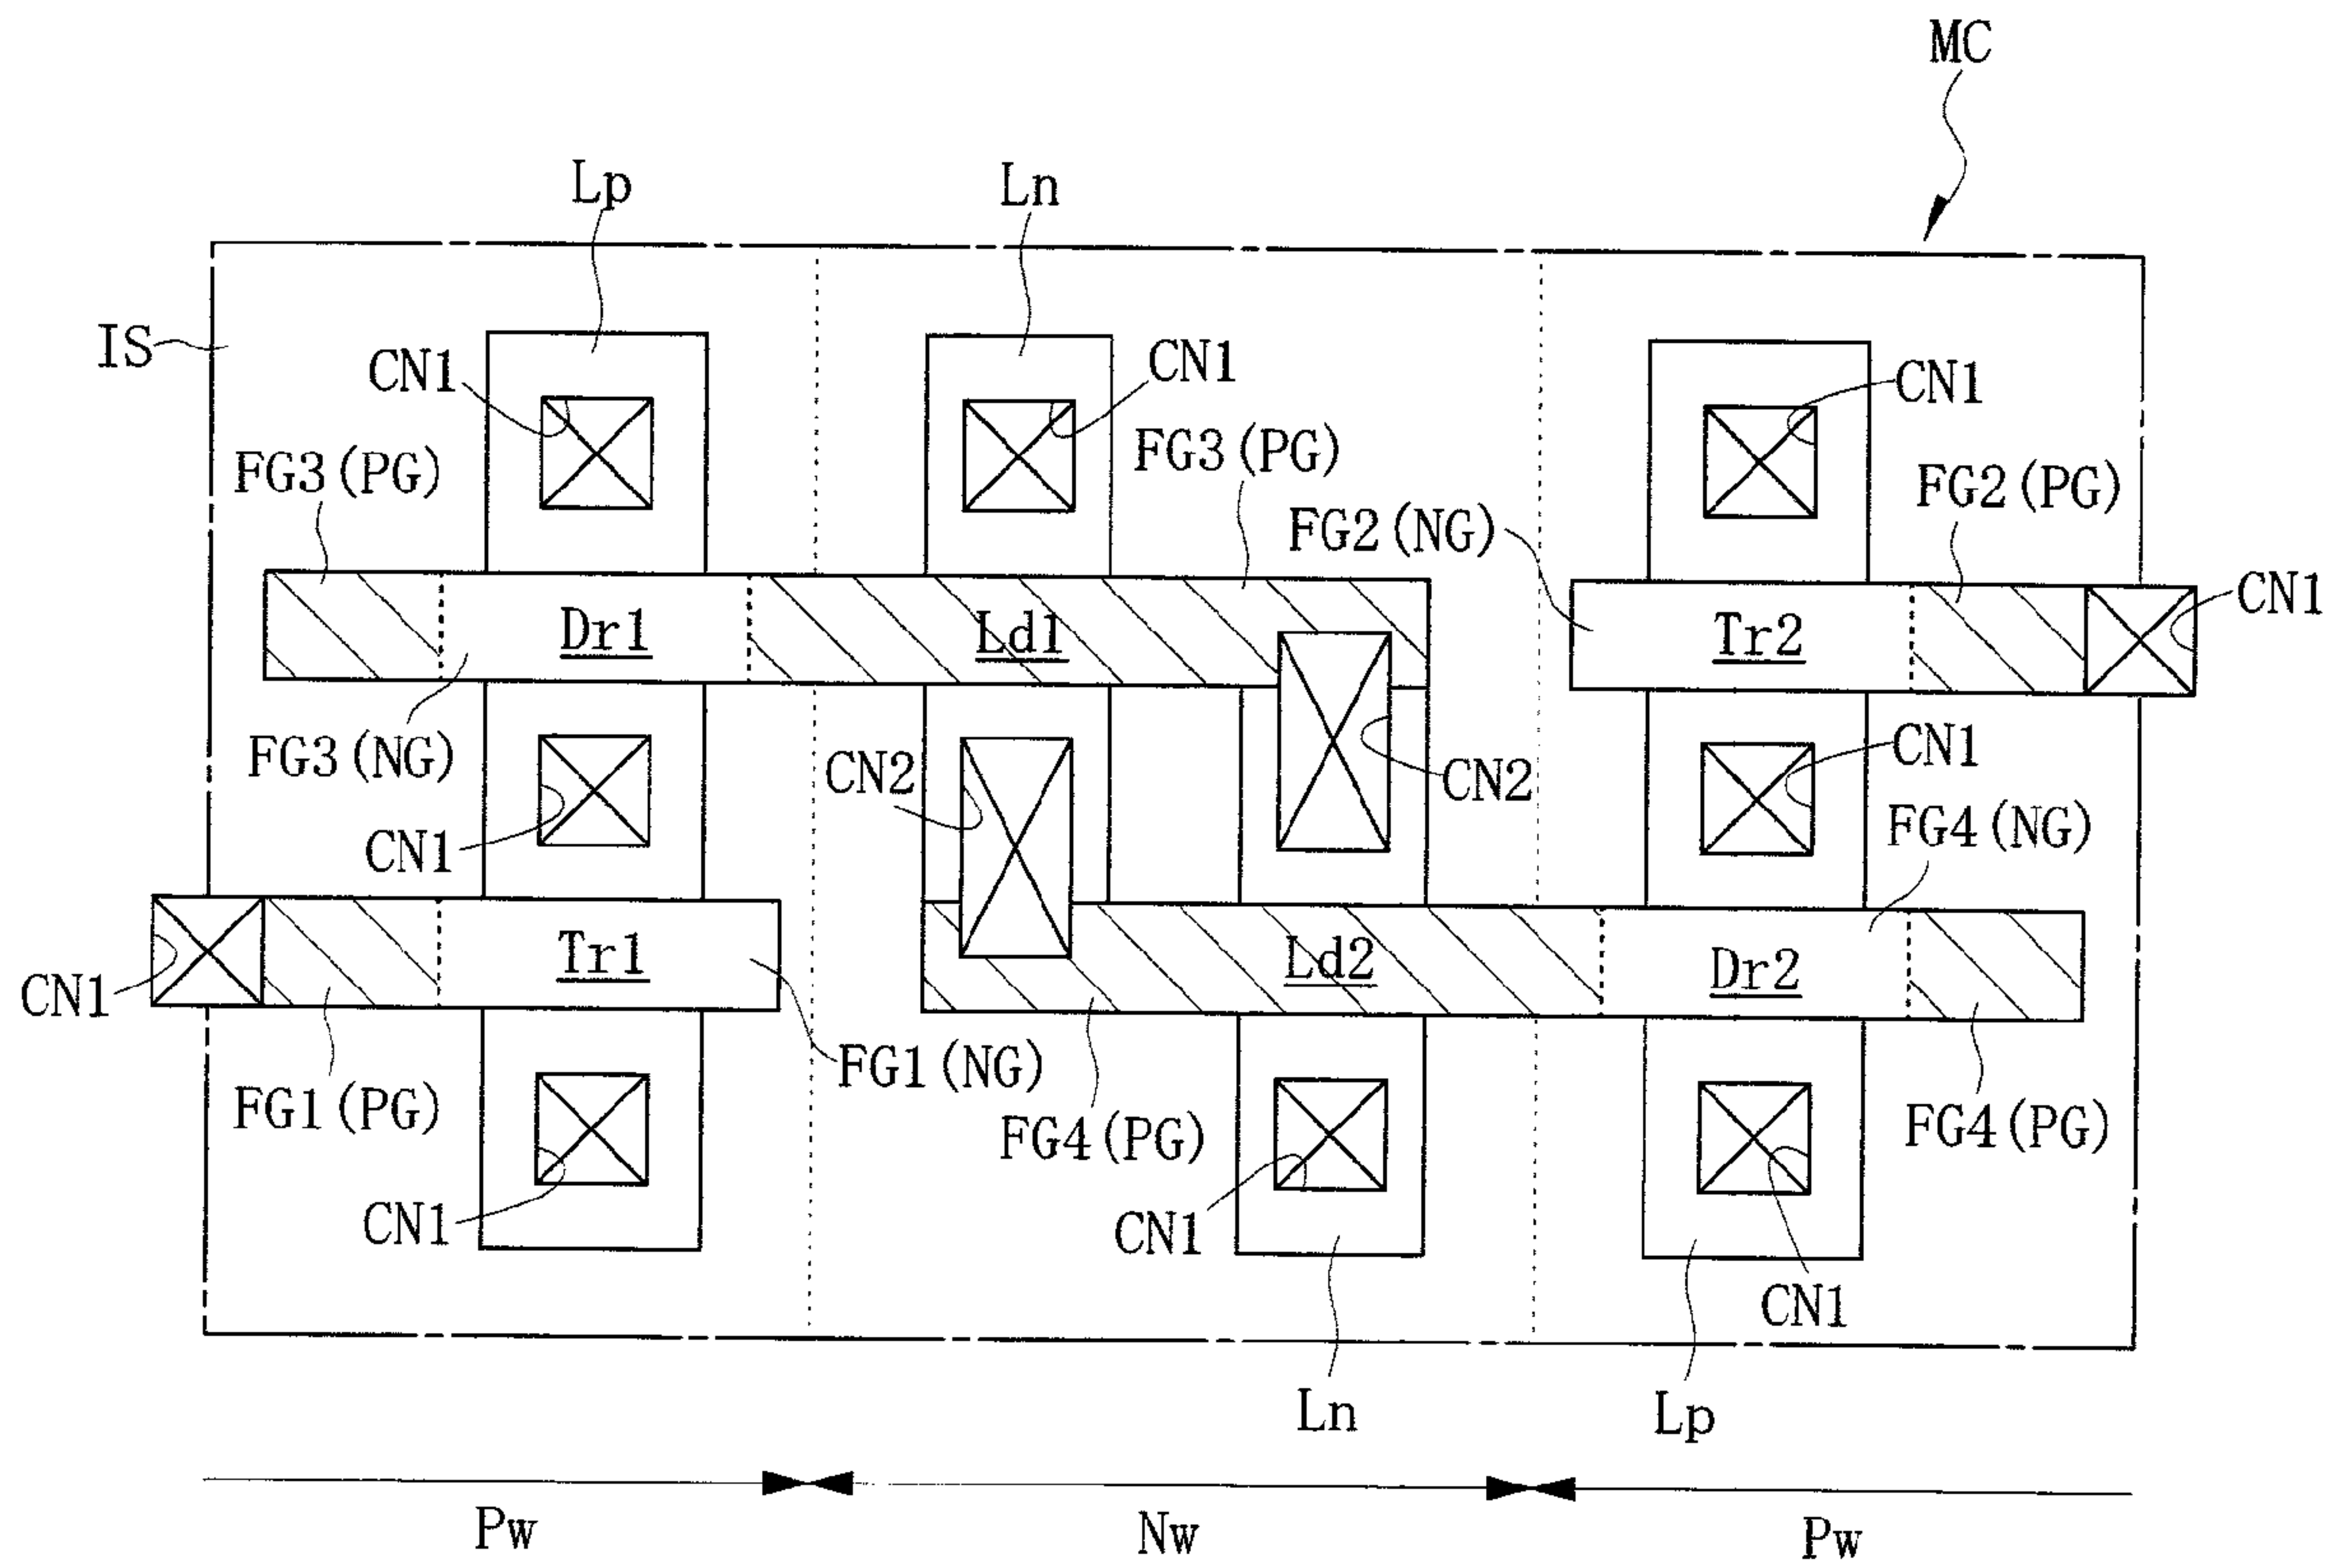 MC
Lp
Ln
IS
CN1
CN1
CN1
FG3(PG)
FG3(PG)
FG2(PG)
FG2(NG)
CN1
Dr1
Ld1
Tr2
FG3(NG)
CN2
CN2
CN1
CN1
FG4(NG)
Tr1
Ld2
Dr2
CN1
FG1(PG)
FG1(NG)
FG4(PG)
FG4(PG)
CN1
CN1
CN1
Ln
Lp
Pw
Nw
Pw